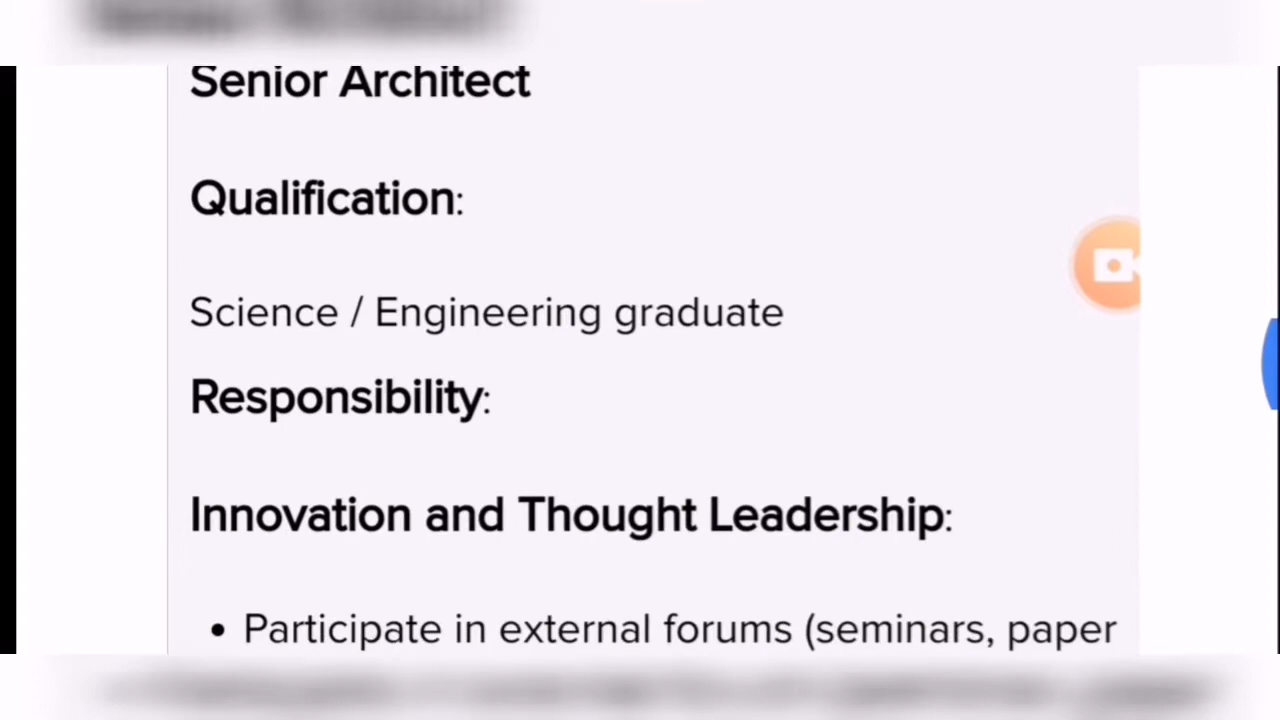 Senior Architect
Qualification:
Science / Engineering graduate
Responsibility:
Innovation and Thought Leadership:
• Participate in external forums (seminars, paper